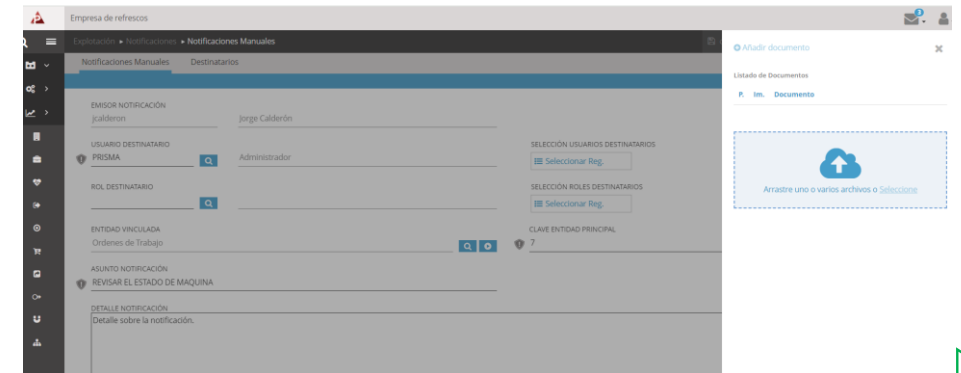 Empresa de refrescos
3
Explotación ▸ Notificaciones ▸ Notificaciones Manuales
Notificaciones Manuales Destinatarios
EMISOR NOTIFICACIÓN
jcalderon Jorge Calderón
USUARIO DESTINATARIO
PRISMA Administrador
SELECCIÓN USUARIOS DESTINATARIOS
Seleccionar Reg.
ROL DESTINATARIO
SELECCIÓN ROLES DESTINATARIOS
Seleccionar Reg.
ENTIDAD VINCULADA
Ordenes de Trabajo
CLAVE ENTIDAD PRINCIPAL
7
ASUNTO NOTIFICACIÓN
REVISAR EL ESTADO DE MAQUINA
DETALLE NOTIFICACIÓN
Detalle sobre la notificación.
Añadir documento
Listado de Documentos
F. Im. Documento
Arrastre uno o varios archivos o Seleccione